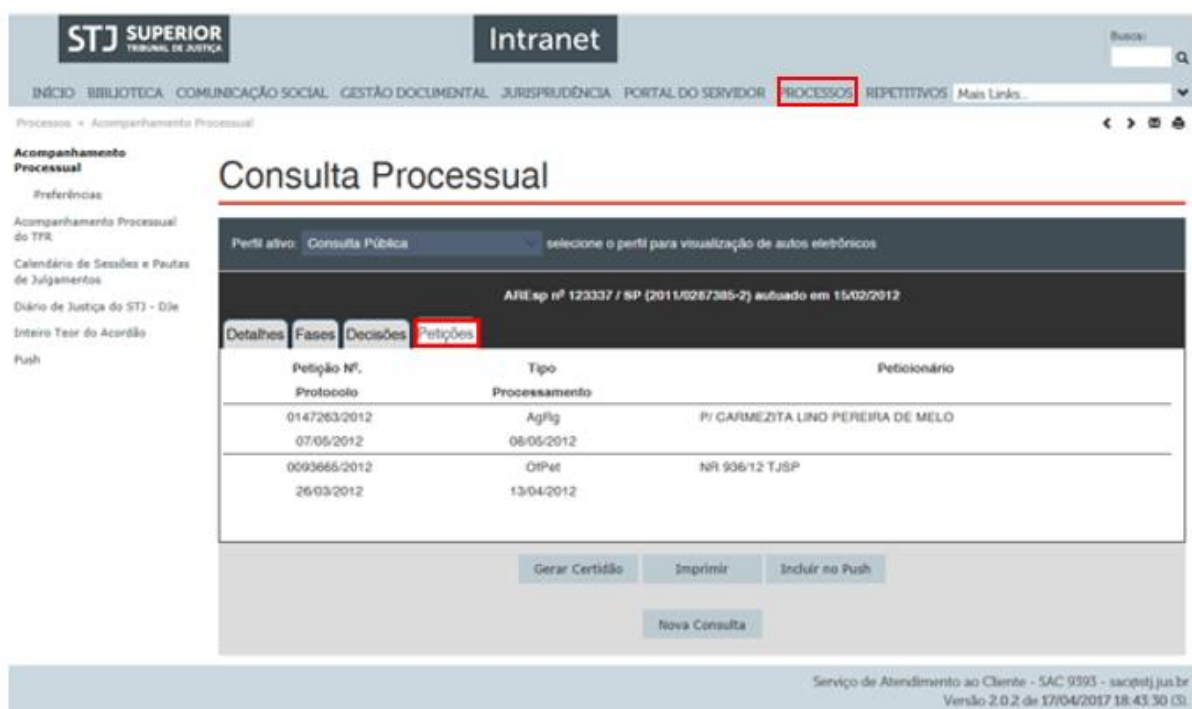 STJ SUPERIOR
TRIBUNAL DE JUSTIÇA
Intranet
Busca:
INÍCIO BIBLIOTECA COMUNICAÇÃO SOCIAL GESTÃO DOCUMENTAL JURISPRUDÊNCIA PORTAL DO SERVIDOR PROCESSOS REPETITIVOS Mais Links...
Processos » Acompanhamento Processual
Acompanhamento
Processual
Preferências
Acompanhamento Processual
do TFR
Calendário de Sessões e Pautas
de Julgamentos
Diário de Justiça do STJ - DJe
Inteiro Teor do Acordão
Push
Consulta Processual
Perfil ativo: Consulta Pública selecione o perfil para visualização de autos eletrônicos
AREsp nº 123337 / SP (2011/0287385-2) autuado em 15/02/2012
Detalhes Fases Decisões Petições
Petição Nº. Tipo Peticionário
Protocolo Processamento
0147263/2012 AgRg P/ CARMEZITA LINO PEREIRA DE MELO
07/05/2012 08/05/2012
0093665/2012 OfPet NR 936/12 TJSP
26/03/2012 13/04/2012
Gerar Certidão Imprimir Incluir no Push
Nova Consulta
Serviço de Atendimento ao Cliente - SAC 9393 - sac@stj.jus.br
Versão 2.0.2 de 17/04/2017 18:43:30 (3).